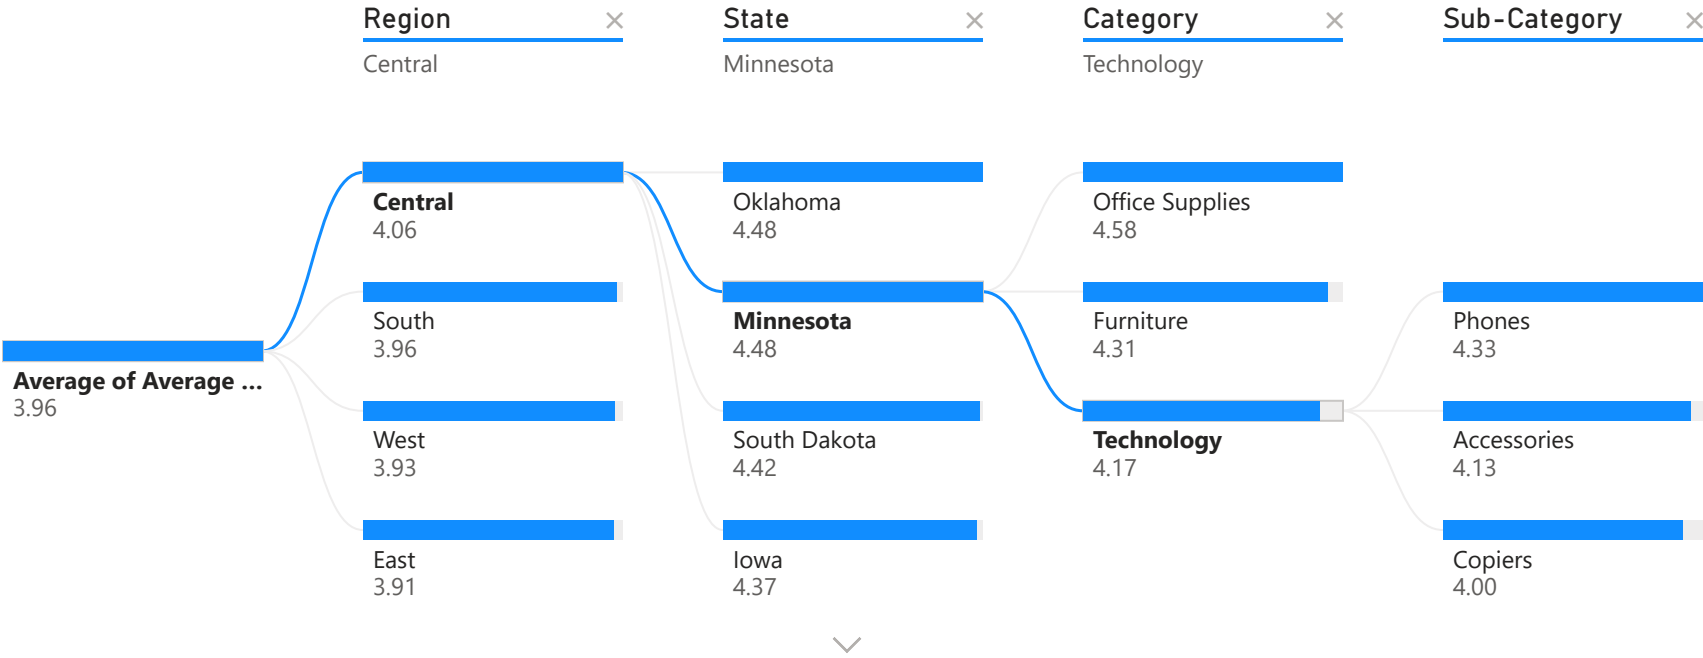 Region
State
Category
Sub-Category
Central
Minnesota
Technology
Central
4.06
Oklahoma
4.48
Office Supplies
4.58
South
3.96
Minnesota
4.48
Furniture
4.31
Phones
4.33
Average of Average ...
3.96
West
3.93
South Dakota
4.42
Technology
4.17
Accessories
4.13
East
3.91
Iowa
4.37
Copiers
4.00